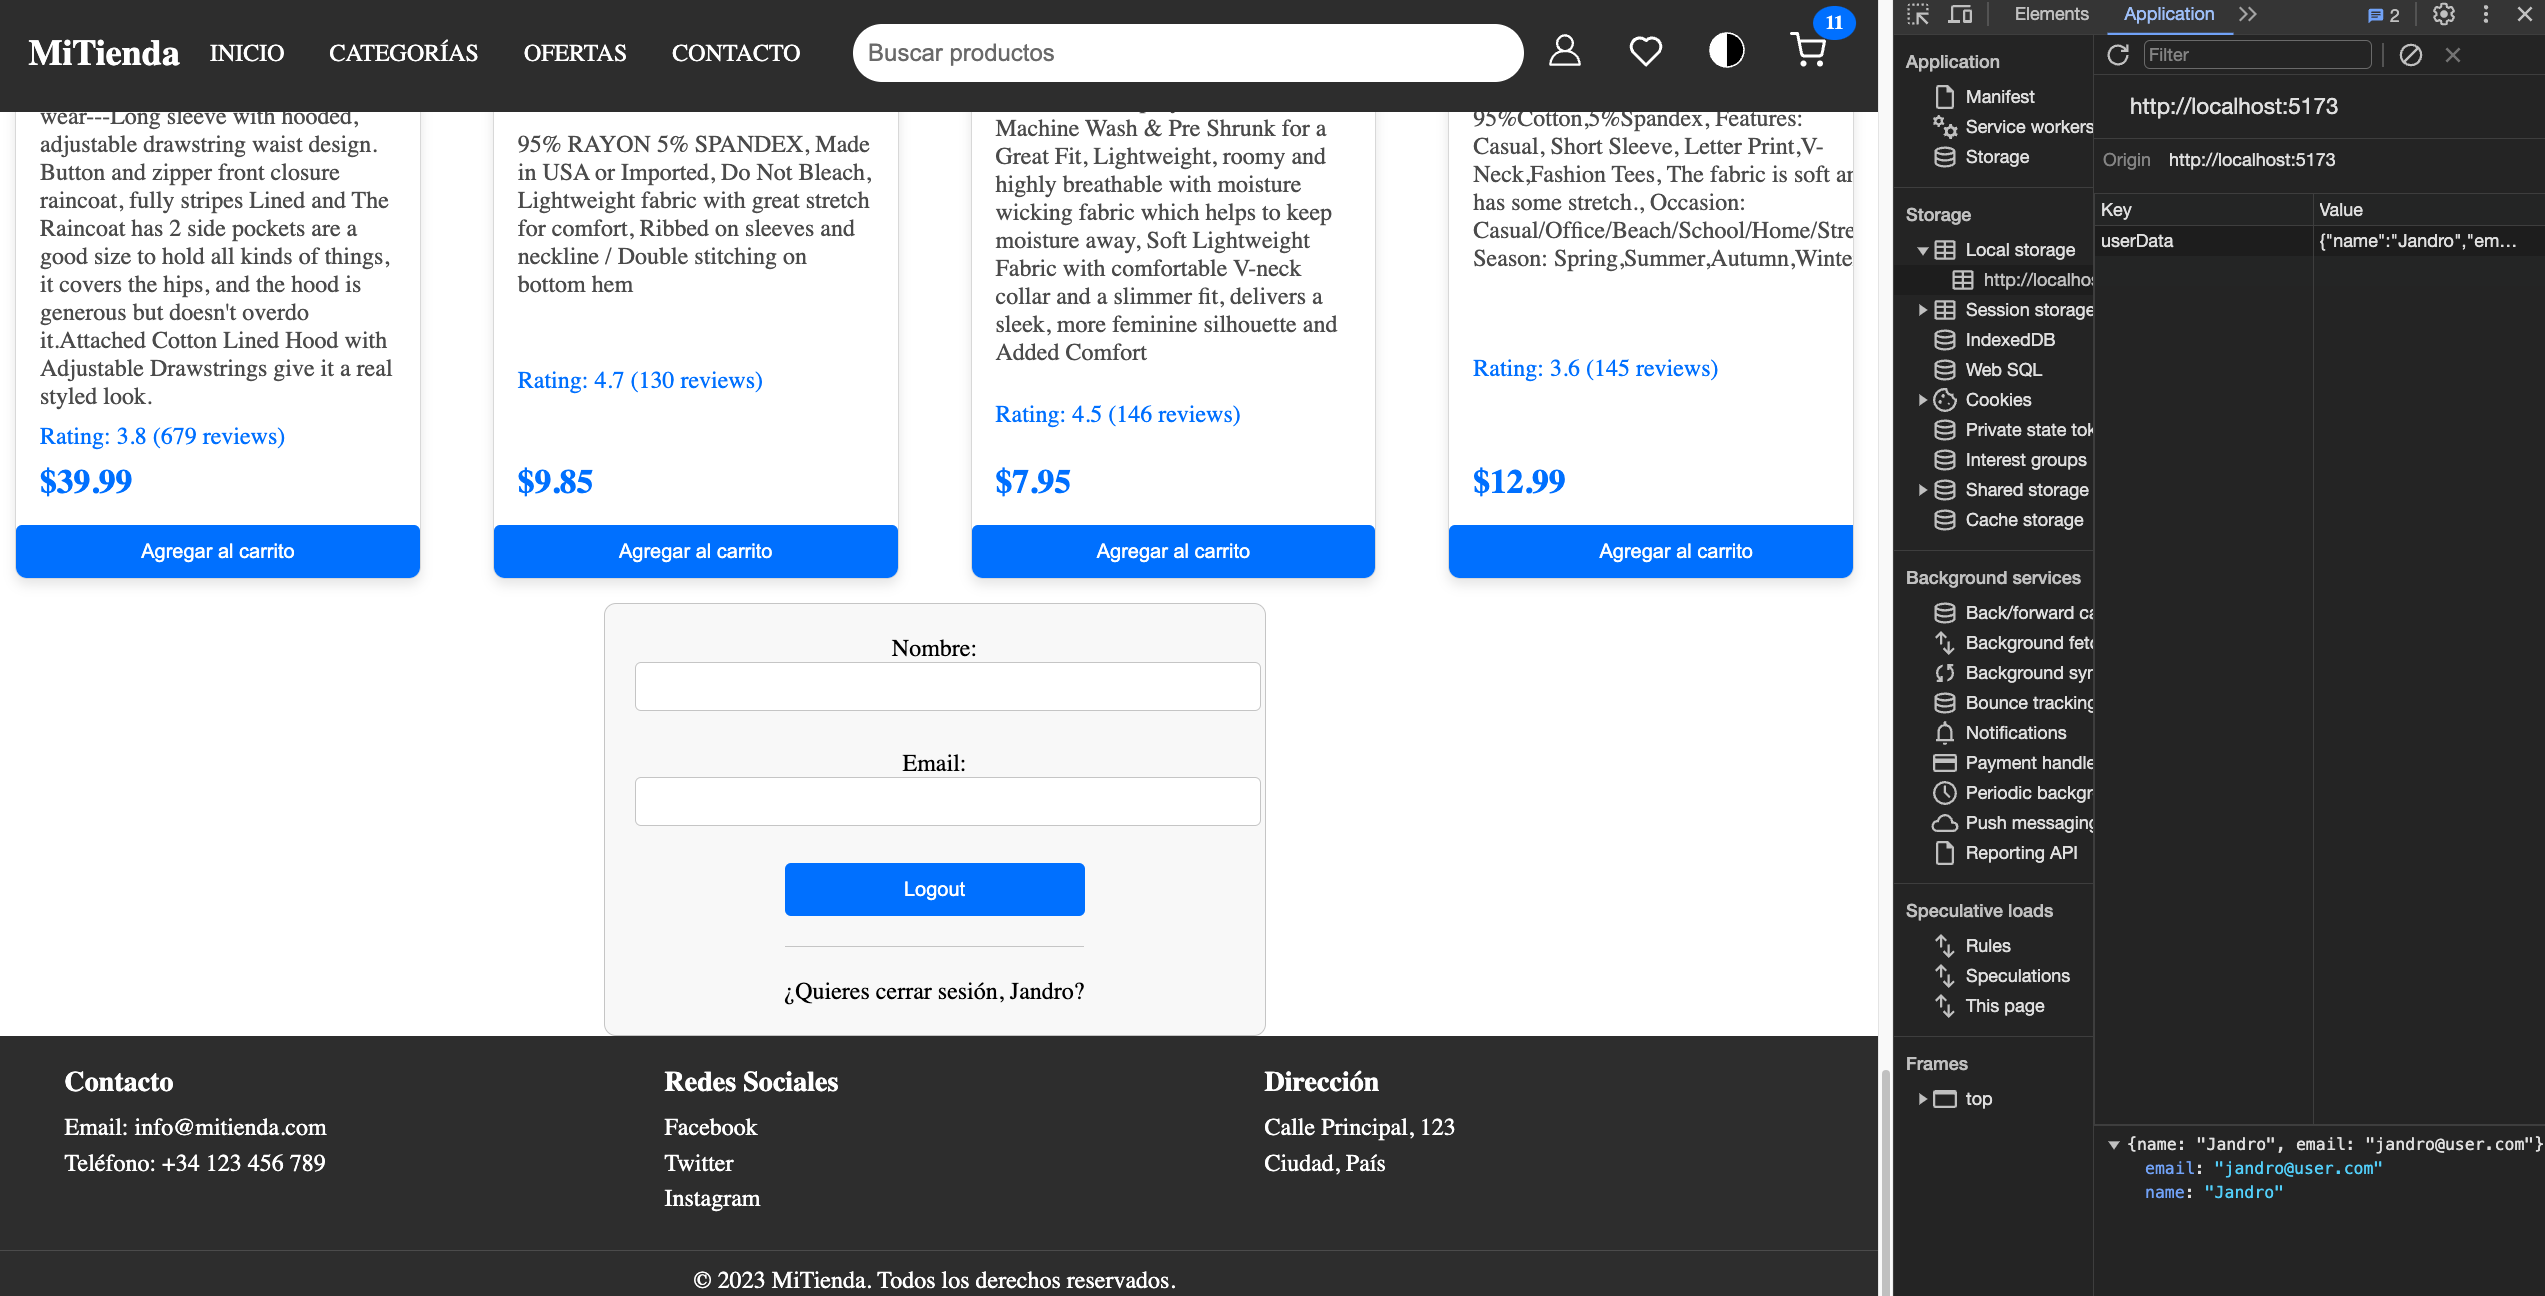 MiTienda
INICIO
CATEGORÍAS
OFERTAS
CONTACTO
Buscar productos
11
wear---Long sleeve with hooded,
adjustable drawstring waist design.
Button and zipper front closure
raincoat, fully stripes Lined and The
Raincoat has 2 side pockets are a
good size to hold all kinds of things,
it covers the hips, and the hood is
generous but doesn't overdo
it.Attached Cotton Lined Hood with
Adjustable Drawstrings give it a real
styled look.
Rating: 3.8 (679 reviews)
$39.99
Agregar al carrito
95% RAYON 5% SPANDEX, Made
in USA or Imported, Do Not Bleach,
Lightweight fabric with great stretch
for comfort, Ribbed on sleeves and
neckline / Double stitching on
bottom hem
Rating: 4.7 (130 reviews)
$9.85
Agregar al carrito
Machine Wash & Pre Shrunk for a
Great Fit, Lightweight, roomy and
highly breathable with moisture
wicking fabric which helps to keep
moisture away, Soft Lightweight
Fabric with comfortable V-neck
collar and a slimmer fit, delivers a
sleek, more feminine silhouette and
Added Comfort
Rating: 4.5 (146 reviews)
$7.95
Agregar al carrito
95%Cotton,5%Spandex, Features:
Casual, Short Sleeve, Letter Print,V-
Neck,Fashion Tees, The fabric is soft an
has some stretch., Occasion:
Casual/Office/Beach/School/Home/Stre
Season: Spring,Summer,Autumn,Winte
Rating: 3.6 (145 reviews)
$12.99
Agregar al carrito
Nombre:
Email:
Logout
¿Quieres cerrar sesión, Jandro?
Contacto
Email: info@mitienda.com
Teléfono: +34 123 456 789
Redes Sociales
Facebook
Twitter
Instagram
Dirección
Calle Principal, 123
Ciudad, País
© 2023 MiTienda. Todos los derechos reservados.
Elements
Application
2
Application
Manifest
Service workers
Storage
Storage
Local storage
http://localhos
Session storage
IndexedDB
Web SQL
Cookies
Private state tok
Interest groups
Shared storage
Cache storage
Background services
Back/forward ca
Background fetc
Background syn
Bounce tracking
Notifications
Payment handle
Periodic backgr
Push messaging
Reporting API
Speculative loads
Rules
Speculations
This page
Frames
top
Filter
http://localhost:5173
Origin http://localhost:5173
Key Value
userData {"name":"Jandro","em...
{name: "Jandro", email: "jandro@user.com"}
email: "jandro@user.com"
name: "Jandro"